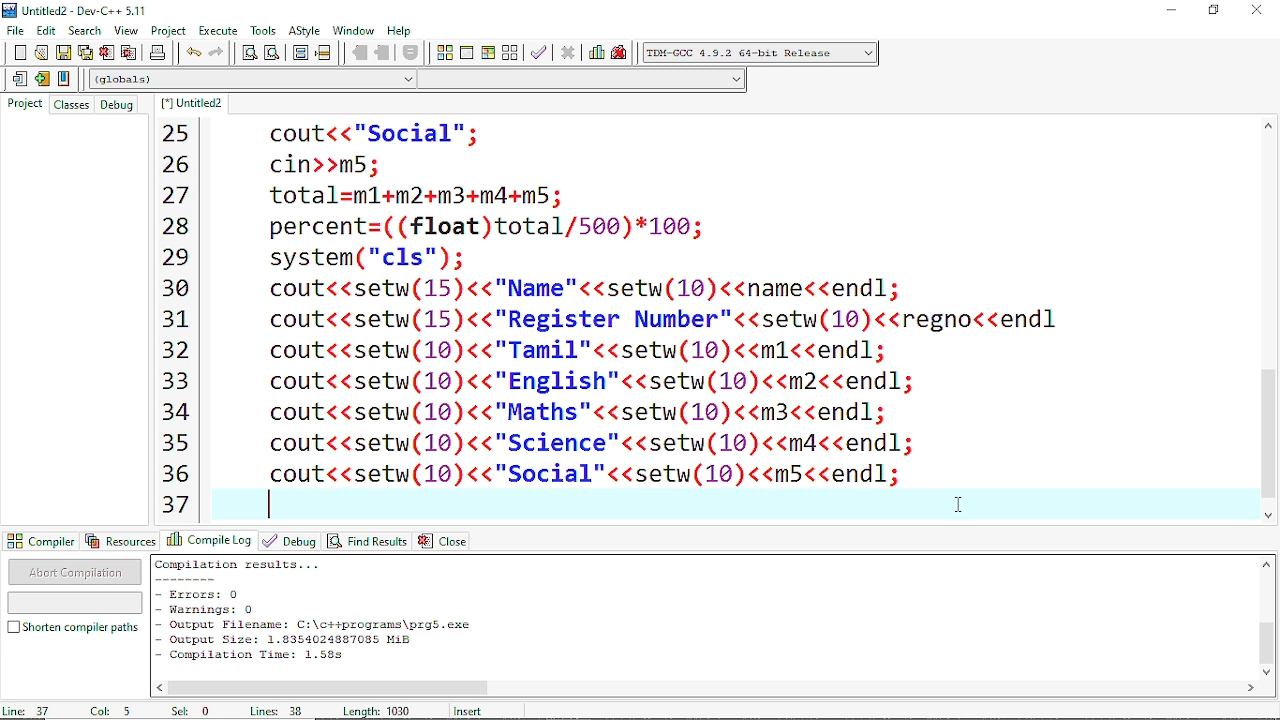 Untitled2 - Dev-C++ 5.11
File Edit Search View Project Execute Tools AStyle Window Help
TDM-GCC 4.9.2 64-bit Release
(globals)
Project Classes Debug [*] Untitled2
25 cout<<"Social";
26 cin>>m5;
27 total=m1+m2+m3+m4+m5;
28 percent=((float)total/500)*100;
29 system("cls");
30 cout<<setw(15)<<"Name"<<setw(10)<<name<<endl;
31 cout<<setw(15)<<"Register Number"<<setw(10)<<regno<<endl
32 cout<<setw(10)<<"Tamil"<<setw(10)<<m1<<endl;
33 cout<<setw(10)<<"English"<<setw(10)<<m2<<endl;
34 cout<<setw(10)<<"Maths"<<setw(10)<<m3<<endl;
35 cout<<setw(10)<<"Science"<<setw(10)<<m4<<endl;
36 cout<<setw(10)<<"Social"<<setw(10)<<m5<<endl;
37
Compiler Resources Compile Log Debug Find Results Close
Abort Compilation
Shorten compiler paths
Compilation results...
--------
- Errors: 0
- Warnings: 0
- Output Filename: C:\c++programs\prg5.exe
- Output Size: 1.8354024887085 MiB
- Compilation Time: 1.58s
Line: 37 Col: 5 Sel: 0 Lines: 38 Length: 1030 Insert